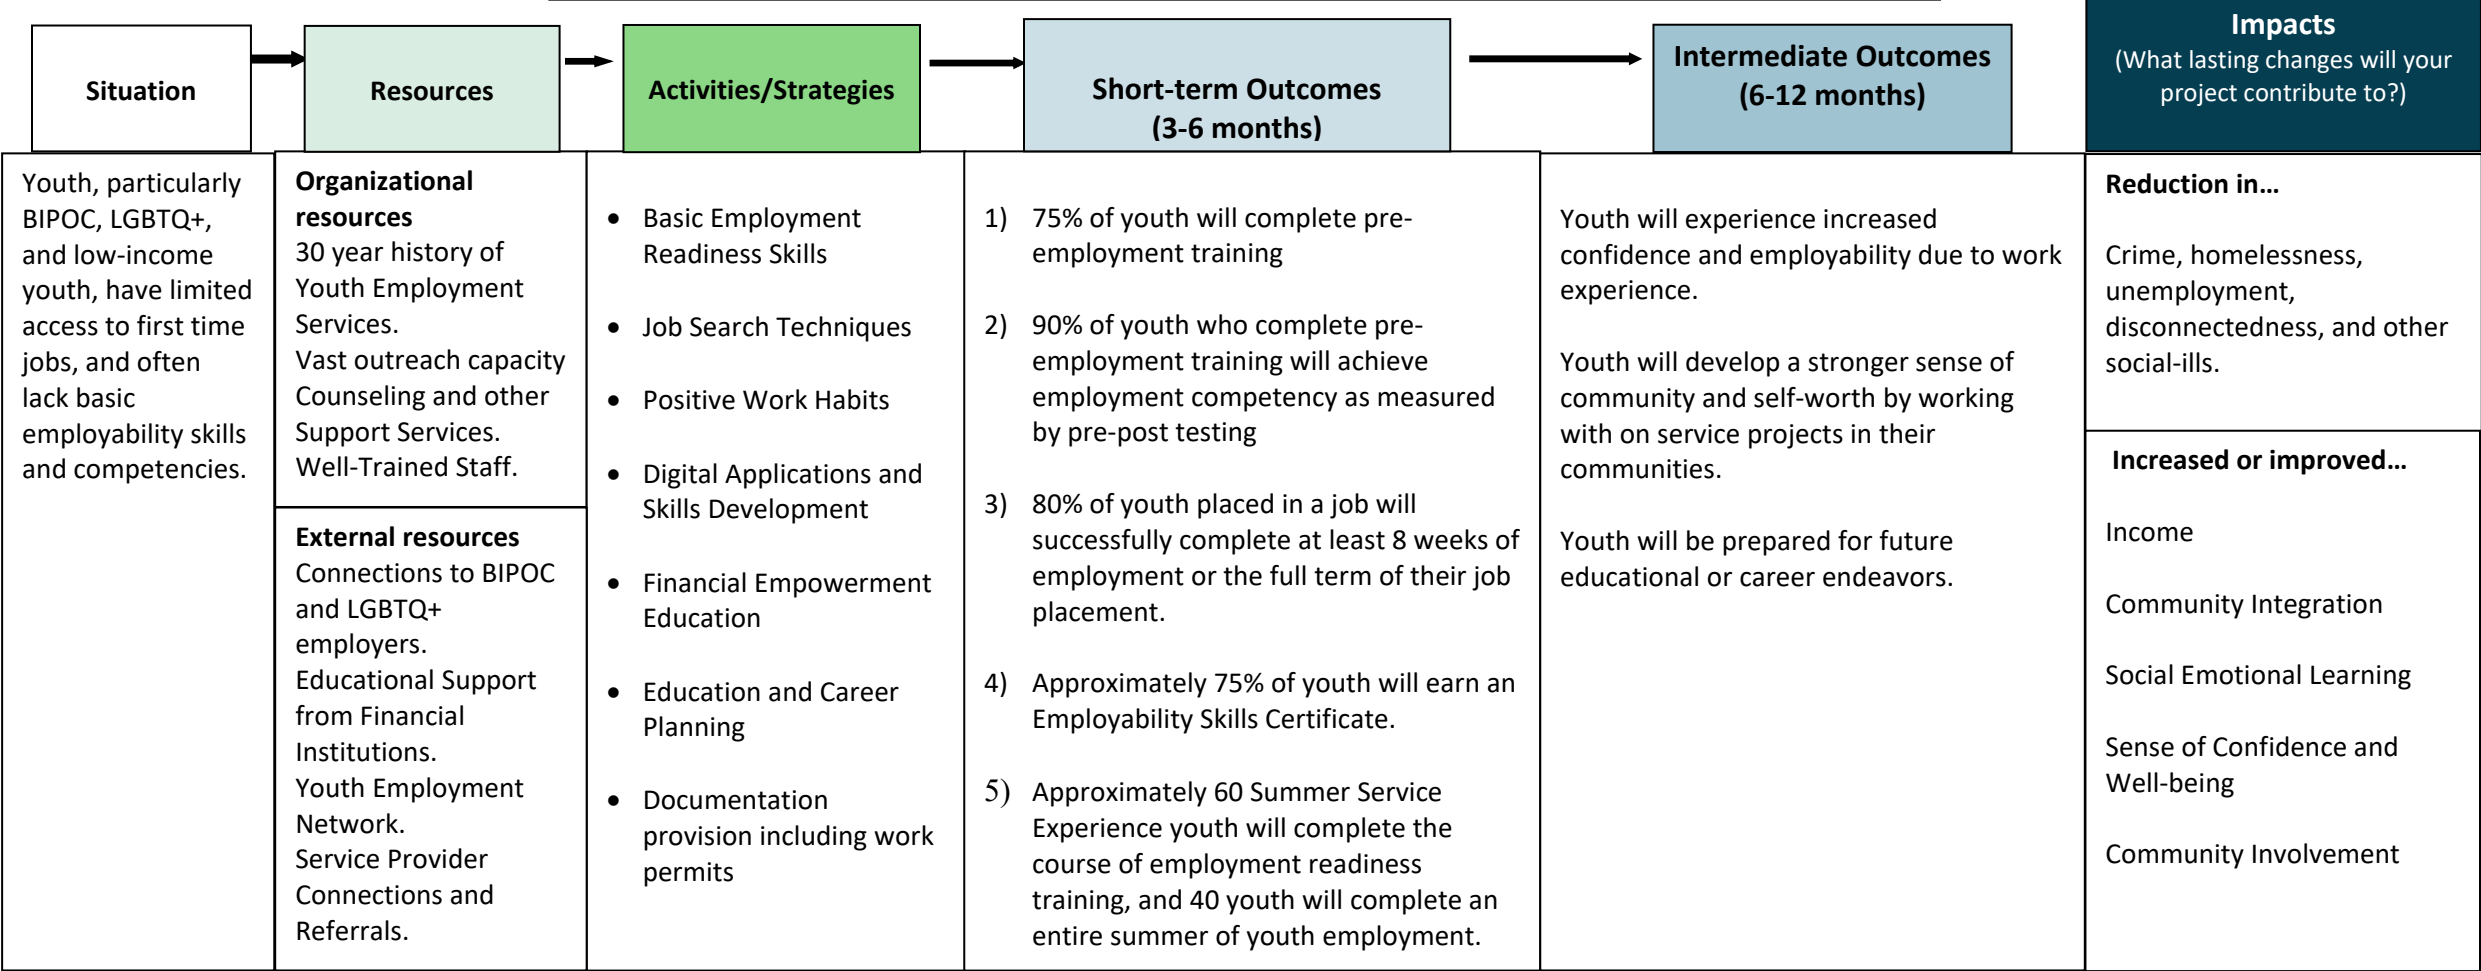 Situation
Resources
Activities/Strategies
Short-term Outcomes
(3-6 months)
Intermediate Outcomes
(6-12 months)
Impacts
(What lasting changes will your
project contribute to?)
Youth, particularly
BIPOC, LGBTQ+,
and low-income
youth, have limited
access to first time
jobs, and often
lack basic
employability skills
and competencies.
Organizational
resources
30 year history of
Youth Employment
Services.
Vast outreach capacity
Counseling and other
Support Services.
Well-Trained Staff.
External resources
Connections to BIPOC
and LGBTQ+
employers.
Educational Support
from Financial
Institutions.
Youth Employment
Network.
Service Provider
Connections and
Referrals.
• Basic Employment
Readiness Skills
• Job Search Techniques
• Positive Work Habits
• Digital Applications and
Skills Development
• Financial Empowerment
Education
• Education and Career
Planning
• Documentation
provision including work
permits
1) 75% of youth will complete pre-
employment training
2) 90% of youth who complete pre-
employment training will achieve
employment competency as measured
by pre-post testing
3) 80% of youth placed in a job will
successfully complete at least 8 weeks of
employment or the full term of their job
placement.
4) Approximately 75% of youth will earn an
Employability Skills Certificate.
5) Approximately 60 Summer Service
Experience youth will complete the
course of employment readiness
training, and 40 youth will complete an
entire summer of youth employment.
Youth will experience increased
confidence and employability due to work
experience.
Youth will develop a stronger sense of
community and self-worth by working
with on service projects in their
communities.
Youth will be prepared for future
educational or career endeavors.
Reduction in…
Crime, homelessness,
unemployment,
disconnectedness, and other
social-ills.
Increased or improved…
Income
Community Integration
Social Emotional Learning
Sense of Confidence and
Well-being
Community Involvement